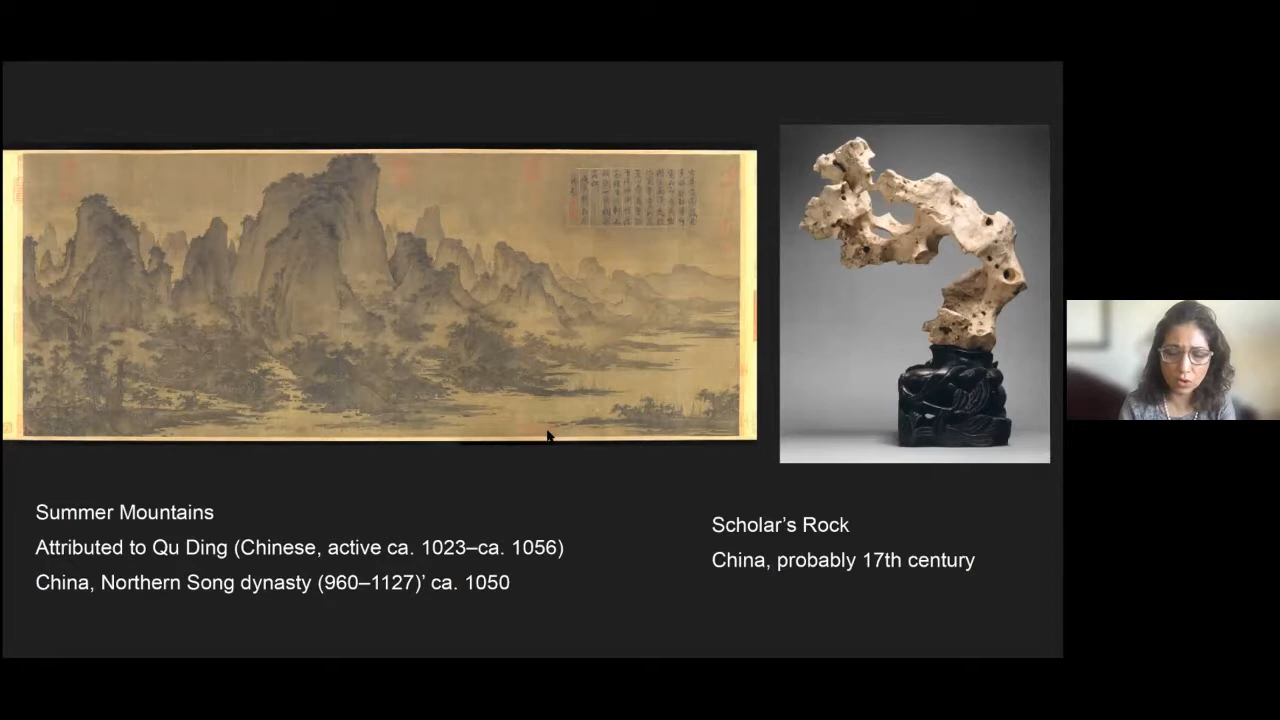 Summer Mountains
Attributed to Qu Ding (Chinese, active ca. 1023–ca. 1056)
China, Northern Song dynasty (960–1127)’ ca. 1050
Scholar’s Rock
China, probably 17th century